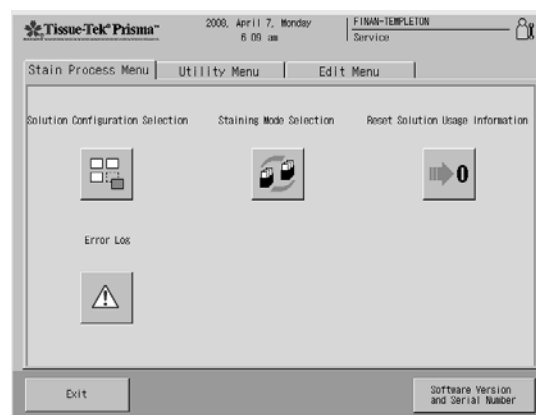 Tissue-Tek® Prisma™
2008, April 7, Monday
6 09 am
FINAN-TEMPLETON
Service
Stain Process Menu
Utility Menu
Edit Menu
Solution Configuration Selection
Staining Mode Selection
Reset Solution Usage Information
0
Error Log
Exit
Software Version
and Serial Number